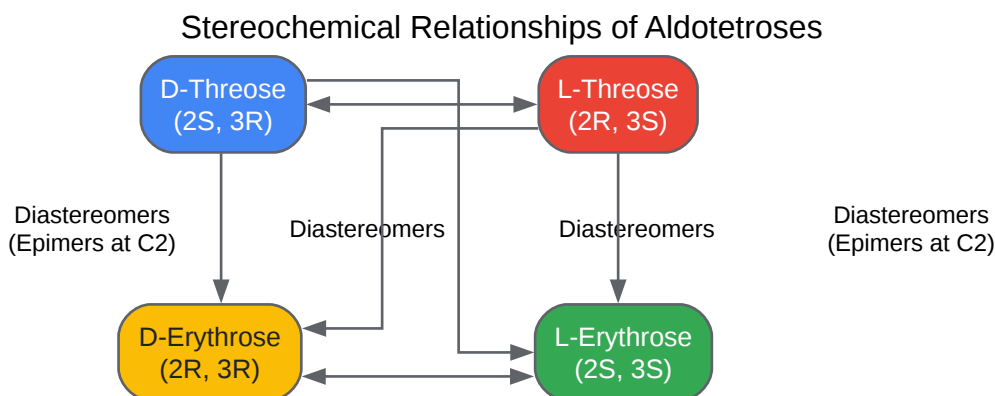 Stereochemical Relationships of Aldotetroses
D-Threose
(2S, 3R)
L-Threose
(2R, 3S)
Diastereomers
(Epimers at C2)
Diastereomers
Diastereomers
Diastereomers
(Epimers at C2)
D-Erythrose
(2R, 3R)
L-Erythrose
(2S, 3S)